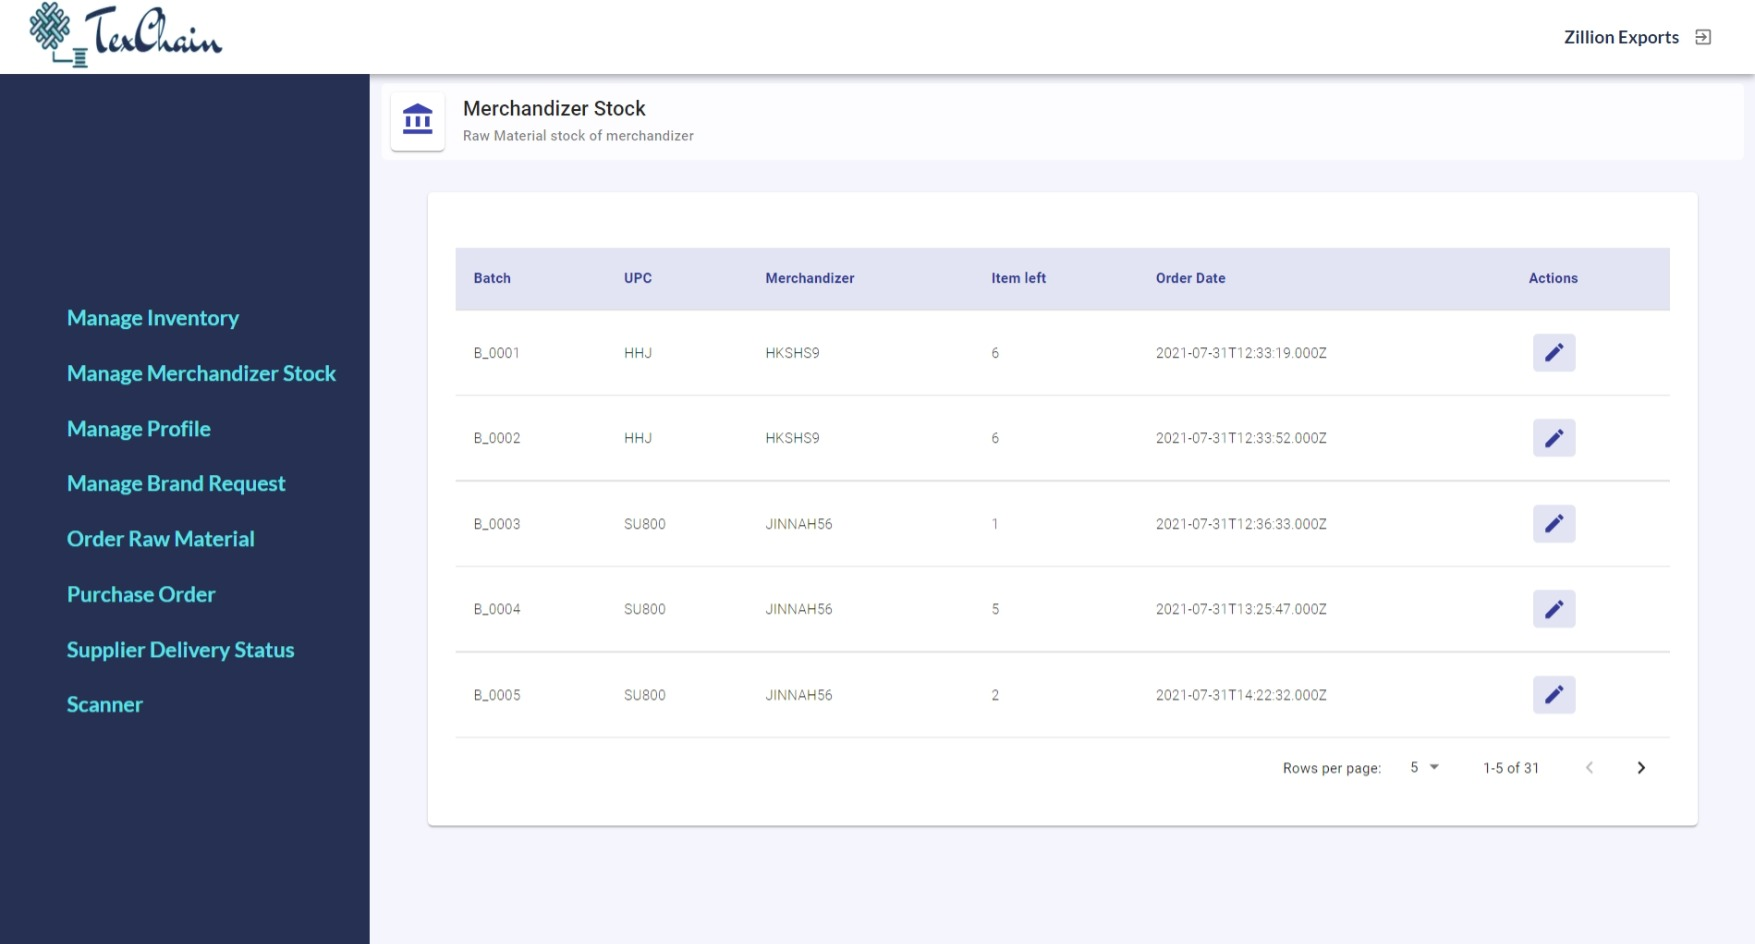 TexChain
Zillion Exports
Merchandizer Stock
Raw Material stock of merchandizer
Manage Inventory
Manage Merchandizer Stock
Manage Profile
Manage Brand Request
Order Raw Material
Purchase Order
Supplier Delivery Status
Scanner
Batch UPC Merchandizer Item left Order Date Actions
B_0001 HHJ HKSHS9 6 2021-07-31T12:33:19.000Z
B_0002 HHJ HKSHS9 6 2021-07-31T12:33:52.000Z
B_0003 SU800 JINNAH56 1 2021-07-31T12:36:33.000Z
B_0004 SU800 JINNAH56 5 2021-07-31T13:25:47.000Z
B_0005 SU800 JINNAH56 2 2021-07-31T14:22:32.000Z
Rows per page: 5 1-5 of 31